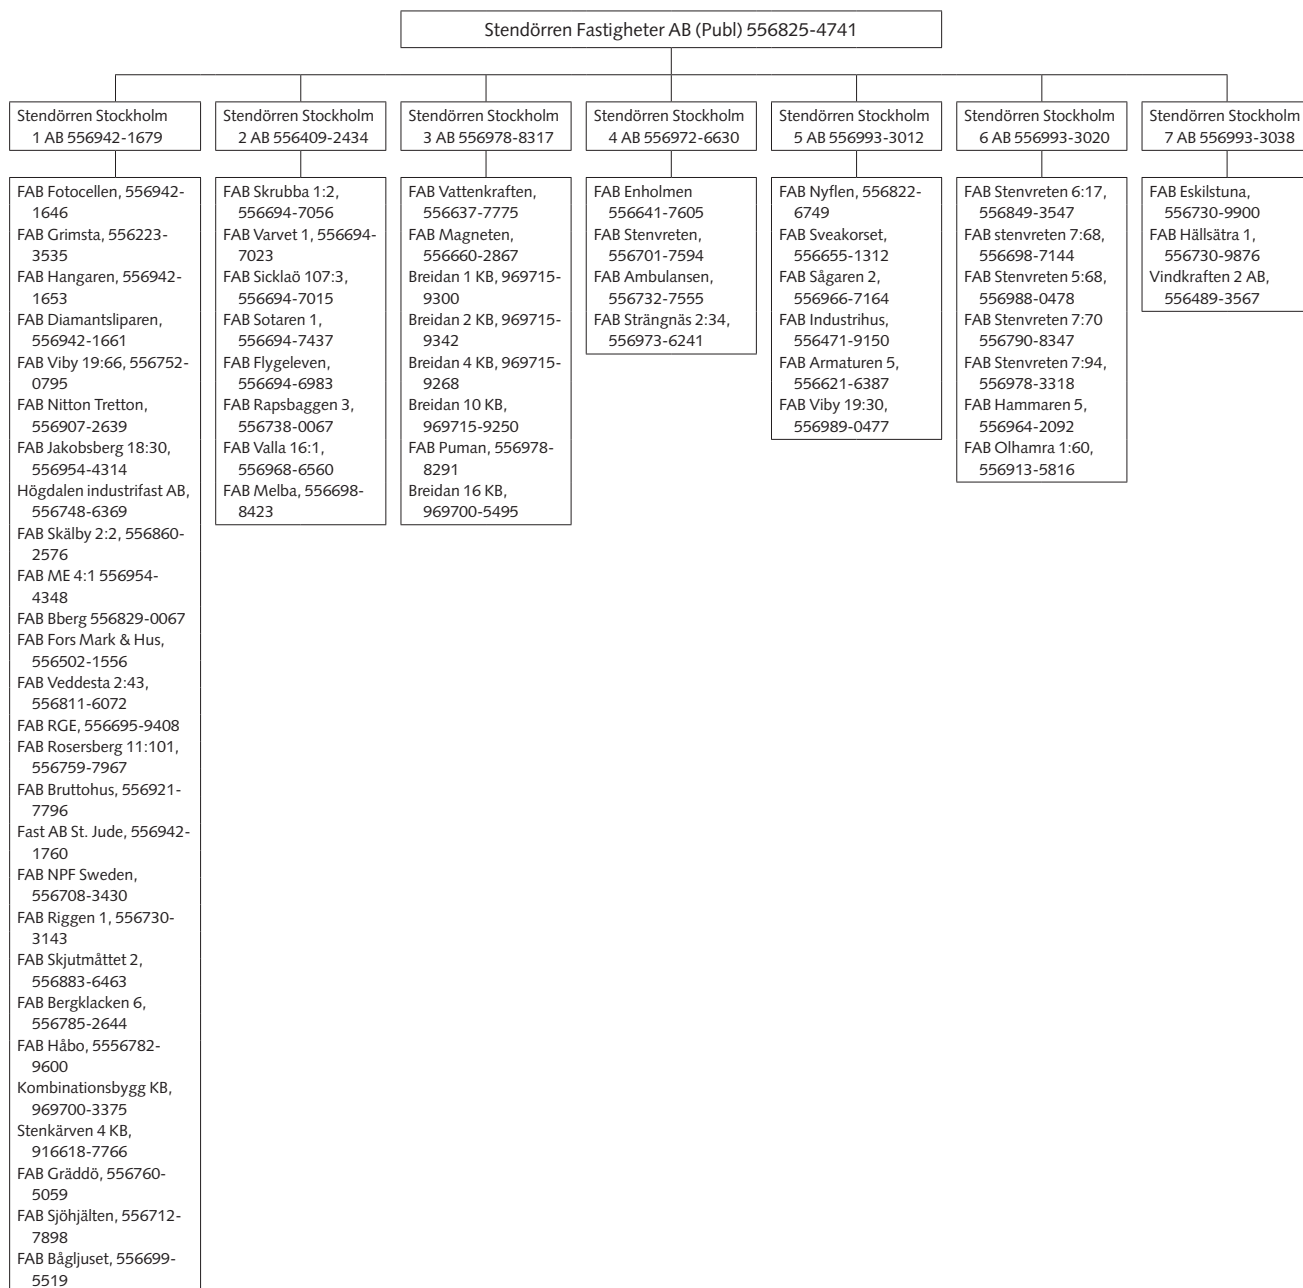 Stendörren Fastigheter AB (Publ) 556825-4741
Stendörren Stockholm
1 AB 556942-1679
Stendörren Stockholm
2 AB 556409-2434
Stendörren Stockholm
3 AB 556978-8317
Stendörren Stockholm
4 AB 556972-6630
Stendörren Stockholm
5 AB 556993-3012
Stendörren Stockholm
6 AB 556993-3020
Stendörren Stockholm
7 AB 556993-3038
FAB Fotocellen, 556942-
1646
FAB Grimsta, 556223-
3535
FAB Hangaren, 556942-
1653
FAB Diamantsliparen,
556942-1661
FAB Viby 19:66, 556752-
0795
FAB Nitton Tretton,
556907-2639
FAB Jakobsberg 18:30,
556954-4314
Högdalen industrifast AB,
556748-6369
FAB Skälby 2:2, 556860-
2576
FAB ME 4:1 556954-
4348
FAB Bberg 556829-0067
FAB Fors Mark & Hus,
556502-1556
FAB Veddesta 2:43,
556811-6072
FAB RGE, 556695-9408
FAB Rosersberg 11:101,
556759-7967
FAB Bruttohus, 556921-
7796
Fast AB St. Jude, 556942-
1760
FAB NPF Sweden,
556708-3430
FAB Riggen 1, 556730-
3143
FAB Skjutmåttet 2,
556883-6463
FAB Bergklacken 6,
556785-2644
FAB Håbo, 5556782-
9600
Kombinationsbygg KB,
969700-3375
Stenkärven 4 KB,
916618-7766
FAB Gräddö, 556760-
5059
FAB Sjöhjälten, 556712-
7898
FAB Bågljuset, 556699-
5519
FAB Skrubba 1:2,
556694-7056
FAB Varvet 1, 556694-
7023
FAB Sicklaö 107:3,
556694-7015
FAB Sotaren 1,
556694-7437
FAB Flygeleven,
556694-6983
FAB Rapsbaggen 3,
556738-0067
FAB Valla 16:1,
556968-6560
FAB Melba, 556698-
8423
FAB Vattenkraften,
556637-7775
FAB Magneten,
556660-2867
Breidan 1 KB, 969715-
9300
Breidan 2 KB, 969715-
9342
Breidan 4 KB, 969715-
9268
Breidan 10 KB,
969715-9250
FAB Puman, 556978-
8291
Breidan 16 KB,
969700-5495
FAB Enholmen
556641-7605
FAB Stenvreten,
556701-7594
FAB Ambulansen,
556732-7555
FAB Strängnäs 2:34,
556973-6241
FAB Nyflen, 556822-
6749
FAB Sveakorset,
556655-1312
FAB Sågaren 2,
556966-7164
FAB Industrihus,
556471-9150
FAB Armaturen 5,
556621-6387
FAB Viby 19:30,
556989-0477
FAB Stenvreten 6:17,
556849-3547
FAB stenvreten 7:68,
556698-7144
FAB Stenvreten 5:68,
556988-0478
FAB Stenvreten 7:70
556790-8347
FAB Stenvreten 7:94,
556978-3318
FAB Hammaren 5,
556964-2092
FAB Olhamra 1:60,
556913-5816
FAB Eskilstuna,
556730-9900
FAB Hällsätra 1,
556730-9876
Vindkraften 2 AB,
556489-3567